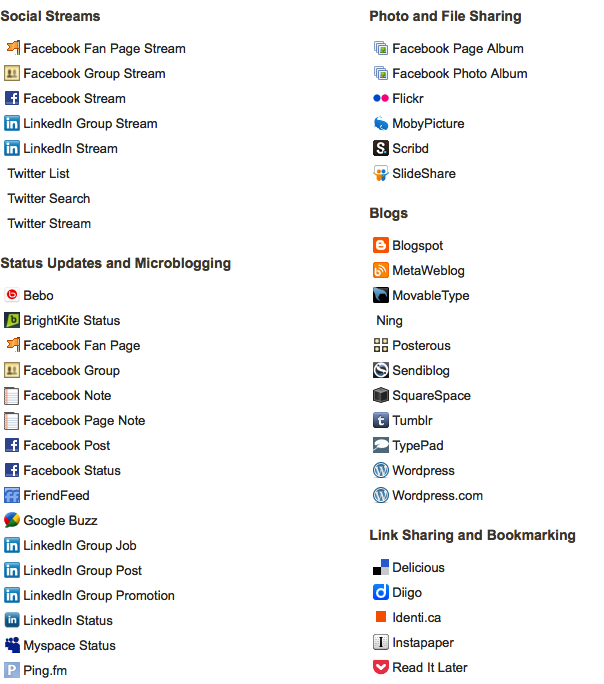 Social Streams
Facebook Fan Page Stream
Facebook Group Stream
Facebook Stream
LinkedIn Group Stream
LinkedIn Stream
Twitter List
Twitter Search
Twitter Stream
Status Updates and Microblogging
Bebo
BrightKite Status
Facebook Fan Page
Facebook Group
Facebook Note
Facebook Page Note
Facebook Post
Facebook Status
FriendFeed
Google Buzz
LinkedIn Group Job
LinkedIn Group Post
LinkedIn Group Promotion
LinkedIn Status
Myspace Status
Ping.fm
Photo and File Sharing
Facebook Page Album
Facebook Photo Album
Flickr
MobyPicture
Scribd
SlideShare
Blogs
Blogspot
MetaWeblog
MovableType
Ning
Posterous
Sendiblog
SquareSpace
Tumblr
TypePad
Wordpress
Wordpress.com
Link Sharing and Bookmarking
Delicious
Diigo
Identi.ca
Instapaper
Read It Later